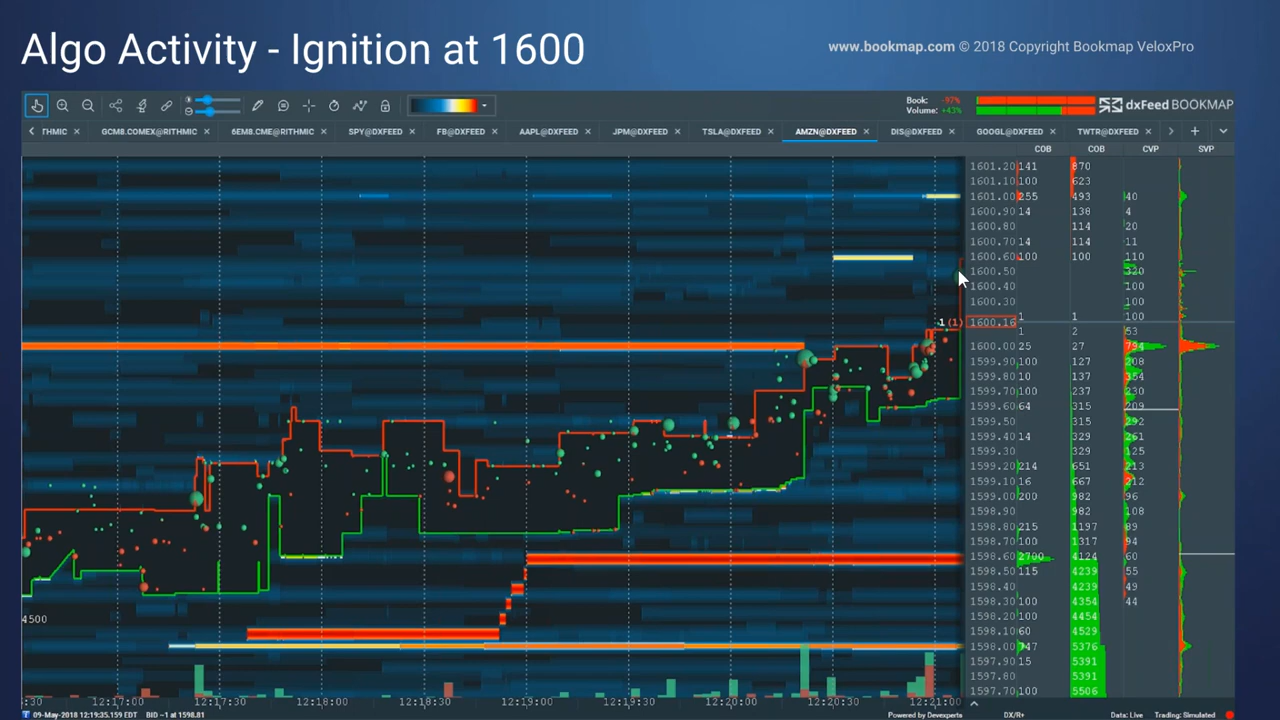 Algo Activity - Ignition at 1600
www.bookmap.com © 2018 Copyright Bookmap VeloxPro
Book: -97%
Volume: +43%
dxFeed BOOKMAP
THMIC × GCM8.COMEX@RITHMIC × 6EM8.CME@RITHMIC × SPY@DXFEED × FB@DXFEED × AAPL@DXFEED × JPM@DXFEED × TSLA@DXFEED × AMZN@DXFEED × DIS@DXFEED × GOOGL@DXFEED × TWTR@DXFEED ×
COB COB CVP SVP
1601.20 141 870
1601.10 100 623
1601.00 255 493 40
1600.90 14 138 4
1600.80 114 20
1600.70 14 114 11
1600.60 100 100 110
1600.50 320
1600.40 100
1600.30 100
1 1 100
1 (1) 1600.16
1 2 53
1600.00 25 27 794
1599.90 100 127 208
1599.80 10 137 354
1599.70 100 237 230
1599.60 64 315 209
1599.50 315 292
1599.40 14 329 261
1599.30 329 125
1599.20 214 651 213
1599.10 16 667 212
1599.00 200 982 96
1598.90 982 108
1598.80 215 1197 89
1598.70 100 1317 94
1598.60 2700 4124 60
1598.50 115 4239 55
1598.40 4239 49
1598.30 100 4354 44
1598.20 100 4454
4500
1598.10 60 4529
1598.00 747 5376
1597.90 15 5391
1597.80 5391
1597.70 100 5506
:30 12:17:00 12:17:30 12:18:00 12:18:30 12:19:00 12:19:30 12:20:00 12:20:30 12:21:00
09-May-2018 12:19:35.159 EDT BID ~1 at 1598.81
Powered by Devexperts
DX/R+
Data: Live
Trading: Simulated